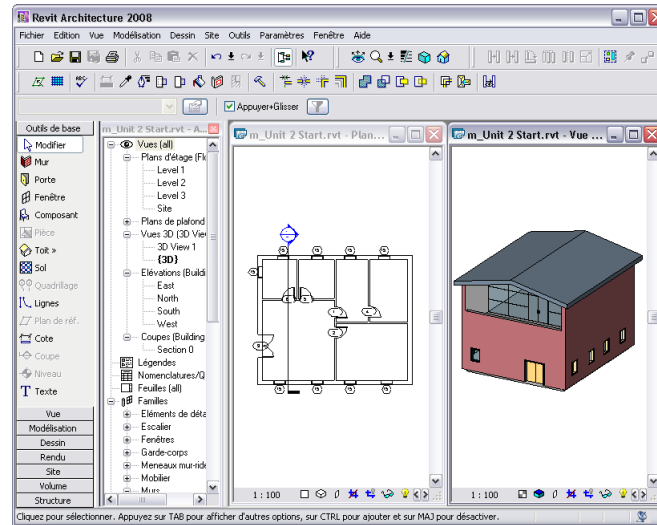 Revit Architecture 2008
Fichier Edition Vue Modélisation Dessin Site Outils Paramètres Fenêtre Aide
Appuyer+Glisser
Outils de base
Modifier
Mur
Porte
Fenêtre
Composant
Pièce
Toit »
Sol
Quadrillage
Lignes
Plan de réf.
Cote
Coupe
Niveau
Texte
Vue
Modélisation
Dessin
Rendu
Site
Volume
Structure
m_Unit 2 Start.rvt - A...
Vues (all)
Plans d'étage (Fl
Level 1
Level 2
Level 3
Site
Plans de plafond
Vues 3D (3D Vie
3D View 1
{3D}
Elévations (Buildi
East
North
South
West
Coupes (Building
Section 0
Légendes
Nomenclatures/Q
Feuilles (all)
Familles
Eléments de déta
Escalier
Fenêtres
Garde-corps
Meneaux mur-ride
Mobilier
Murs
m_Unit 2 Start.rvt - Plan...
1 : 100
m_Unit 2 Start.rvt - Vue ...
1 : 100
Cliquez pour sélectionner. Appuyez sur TAB pour afficher d'autres options, sur CTRL pour ajouter et sur MAJ pour désactiver.